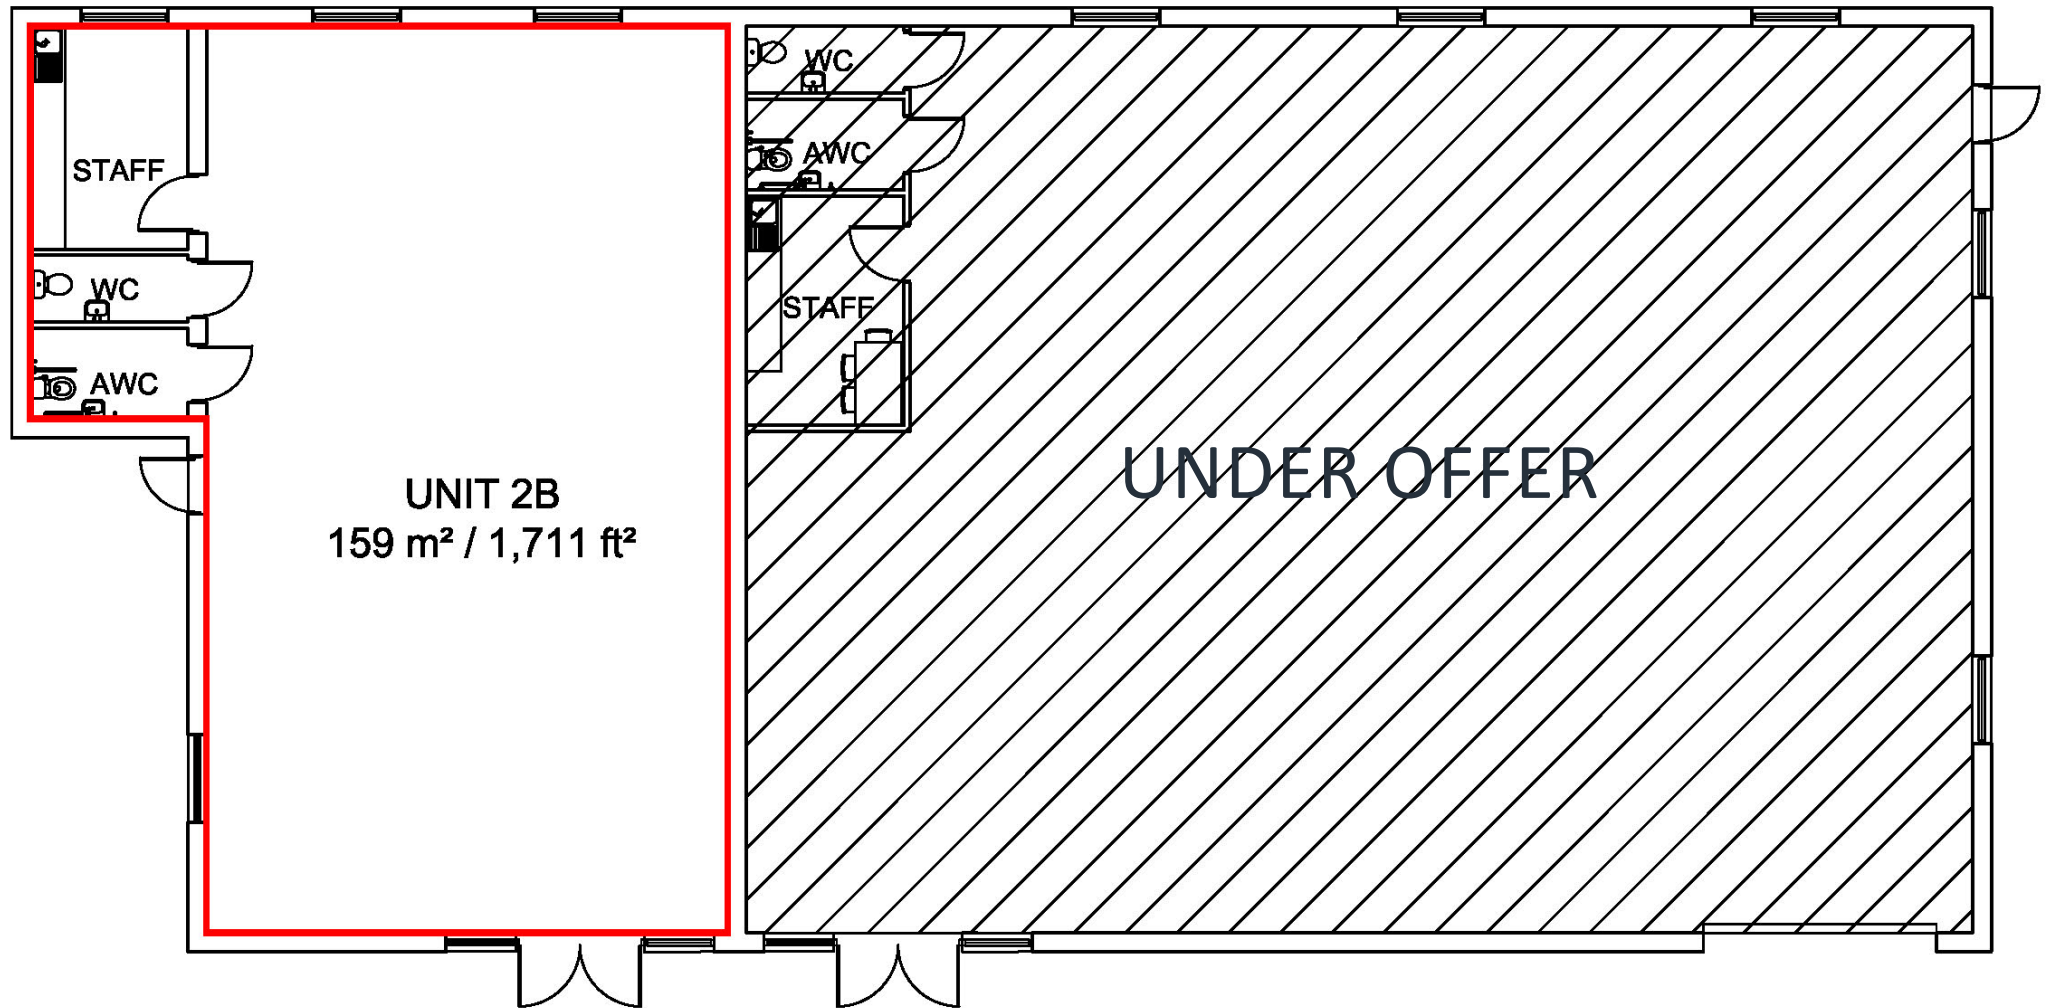 STAFF
WC
AWC
UNIT 2B
159 m² / 1,711 ft²
WC
AWC
STAFF
UNDER OFFER